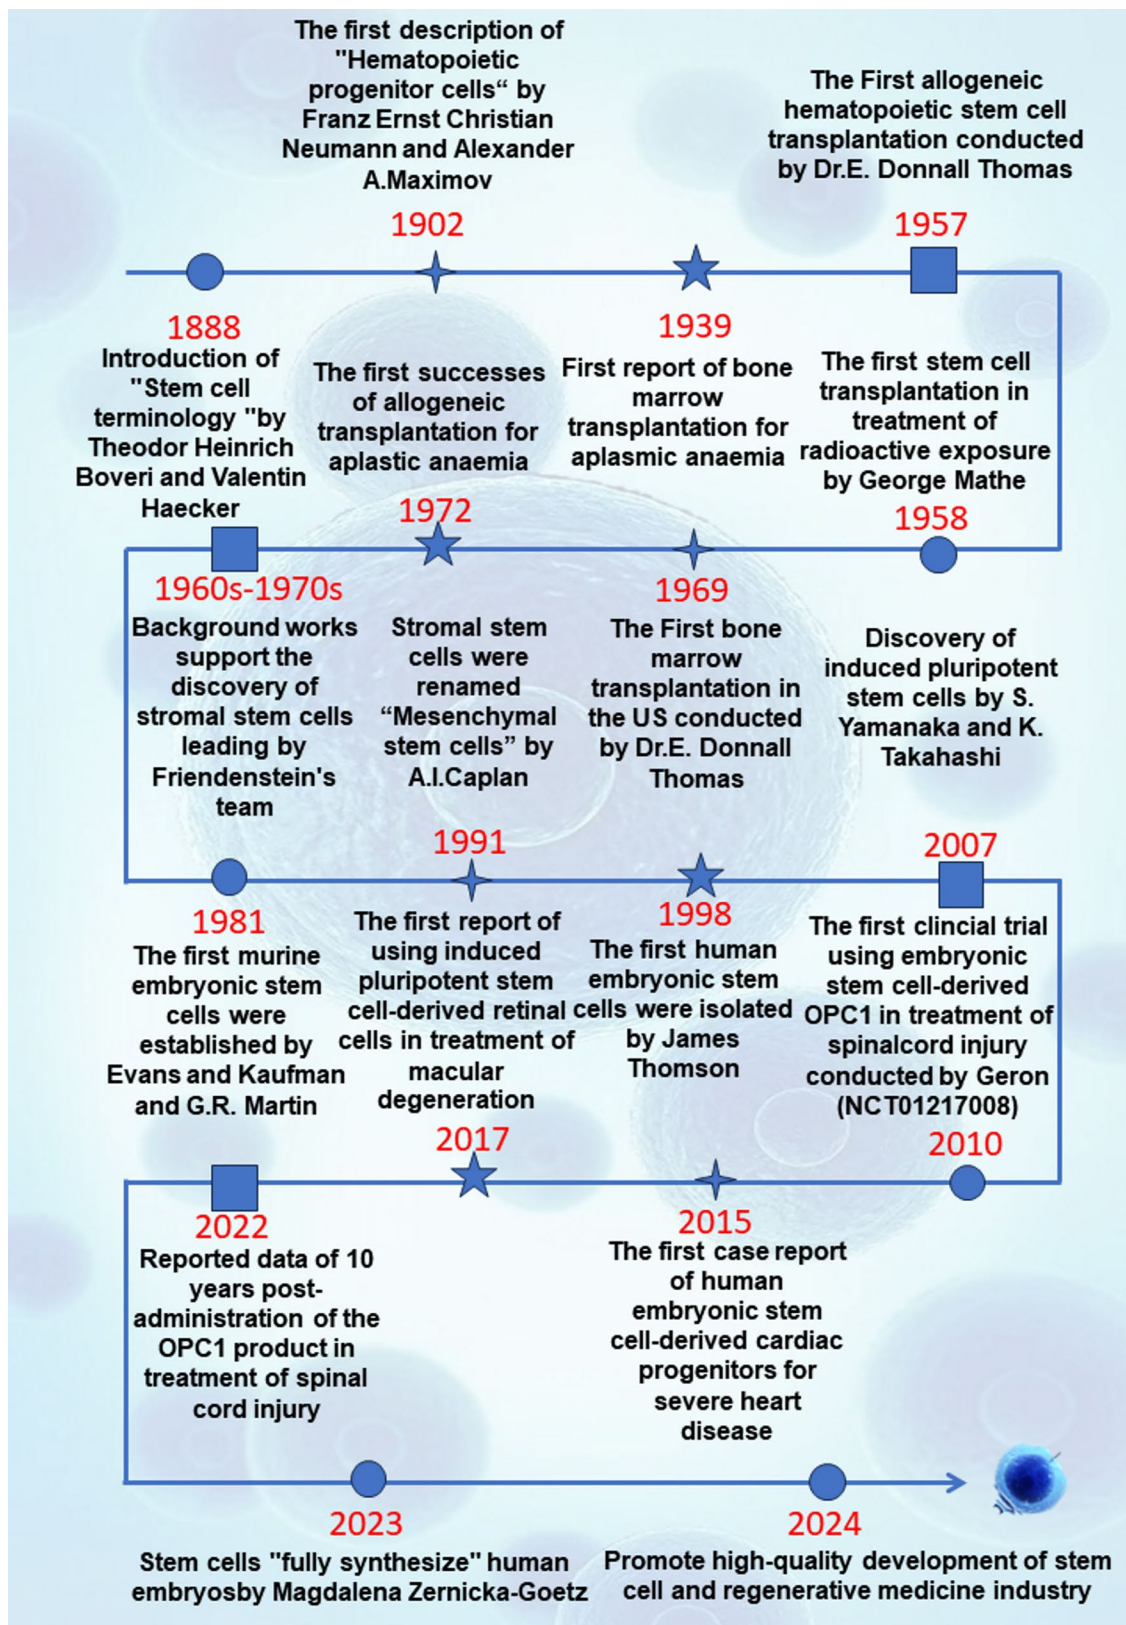 The first description of
"Hematopoietic
progenitor cells“ by
Franz Ernst Christian
Neumann and Alexander
A.Maximov
1902
The First allogeneic
hematopoietic stem cell
transplantation conducted
by Dr.E. Donnall Thomas
1957
1888
Introduction of
"Stem cell
terminology "by
Theodor Heinrich
Boveri and Valentin
Haecker
The first successes
of allogeneic
transplantation for
aplastic anaemia
1972
1939
First report of bone
marrow
transplantation for
aplasmic anaemia
The first stem cell
transplantation in
treatment of
radioactive exposure
by George Mathe
1958
1960s-1970s
Background works
support the
discovery of
stromal stem cells
leading by
Friendenstein's
team
Stromal stem
cells were
renamed
“Mesenchymal
stem cells” by
A.I.Caplan
1991
1969
The First bone
marrow
transplantation in
the US conducted
by Dr.E. Donnall
Thomas
Discovery of
induced pluripotent
stem cells by S.
Yamanaka and K.
Takahashi
2007
1981
The first murine
embryonic stem
cells were
established by
Evans and Kaufman
and G.R. Martin
The first report of
using induced
pluripotent stem
cell-derived retinal
cells in treatment of
macular
degeneration
2017
1998
The first human
embryonic stem
cells were isolated
by James
Thomson
The first clincial trial
using embryonic
stem cell-derived
OPC1 in treatment of
spinalcord injury
conducted by Geron
(NCT01217008)
2010
2022
Reported data of 10
years post-
administration of the
OPC1 product in
treatment of spinal
cord injury
2015
The first case report
of human
embryonic stem
cell-derived cardiac
progenitors for
severe heart
disease
2023
Stem cells "fully synthesize" human
embryosby Magdalena Zernicka-Goetz
2024
Promote high-quality development of stem
cell and regenerative medicine industry